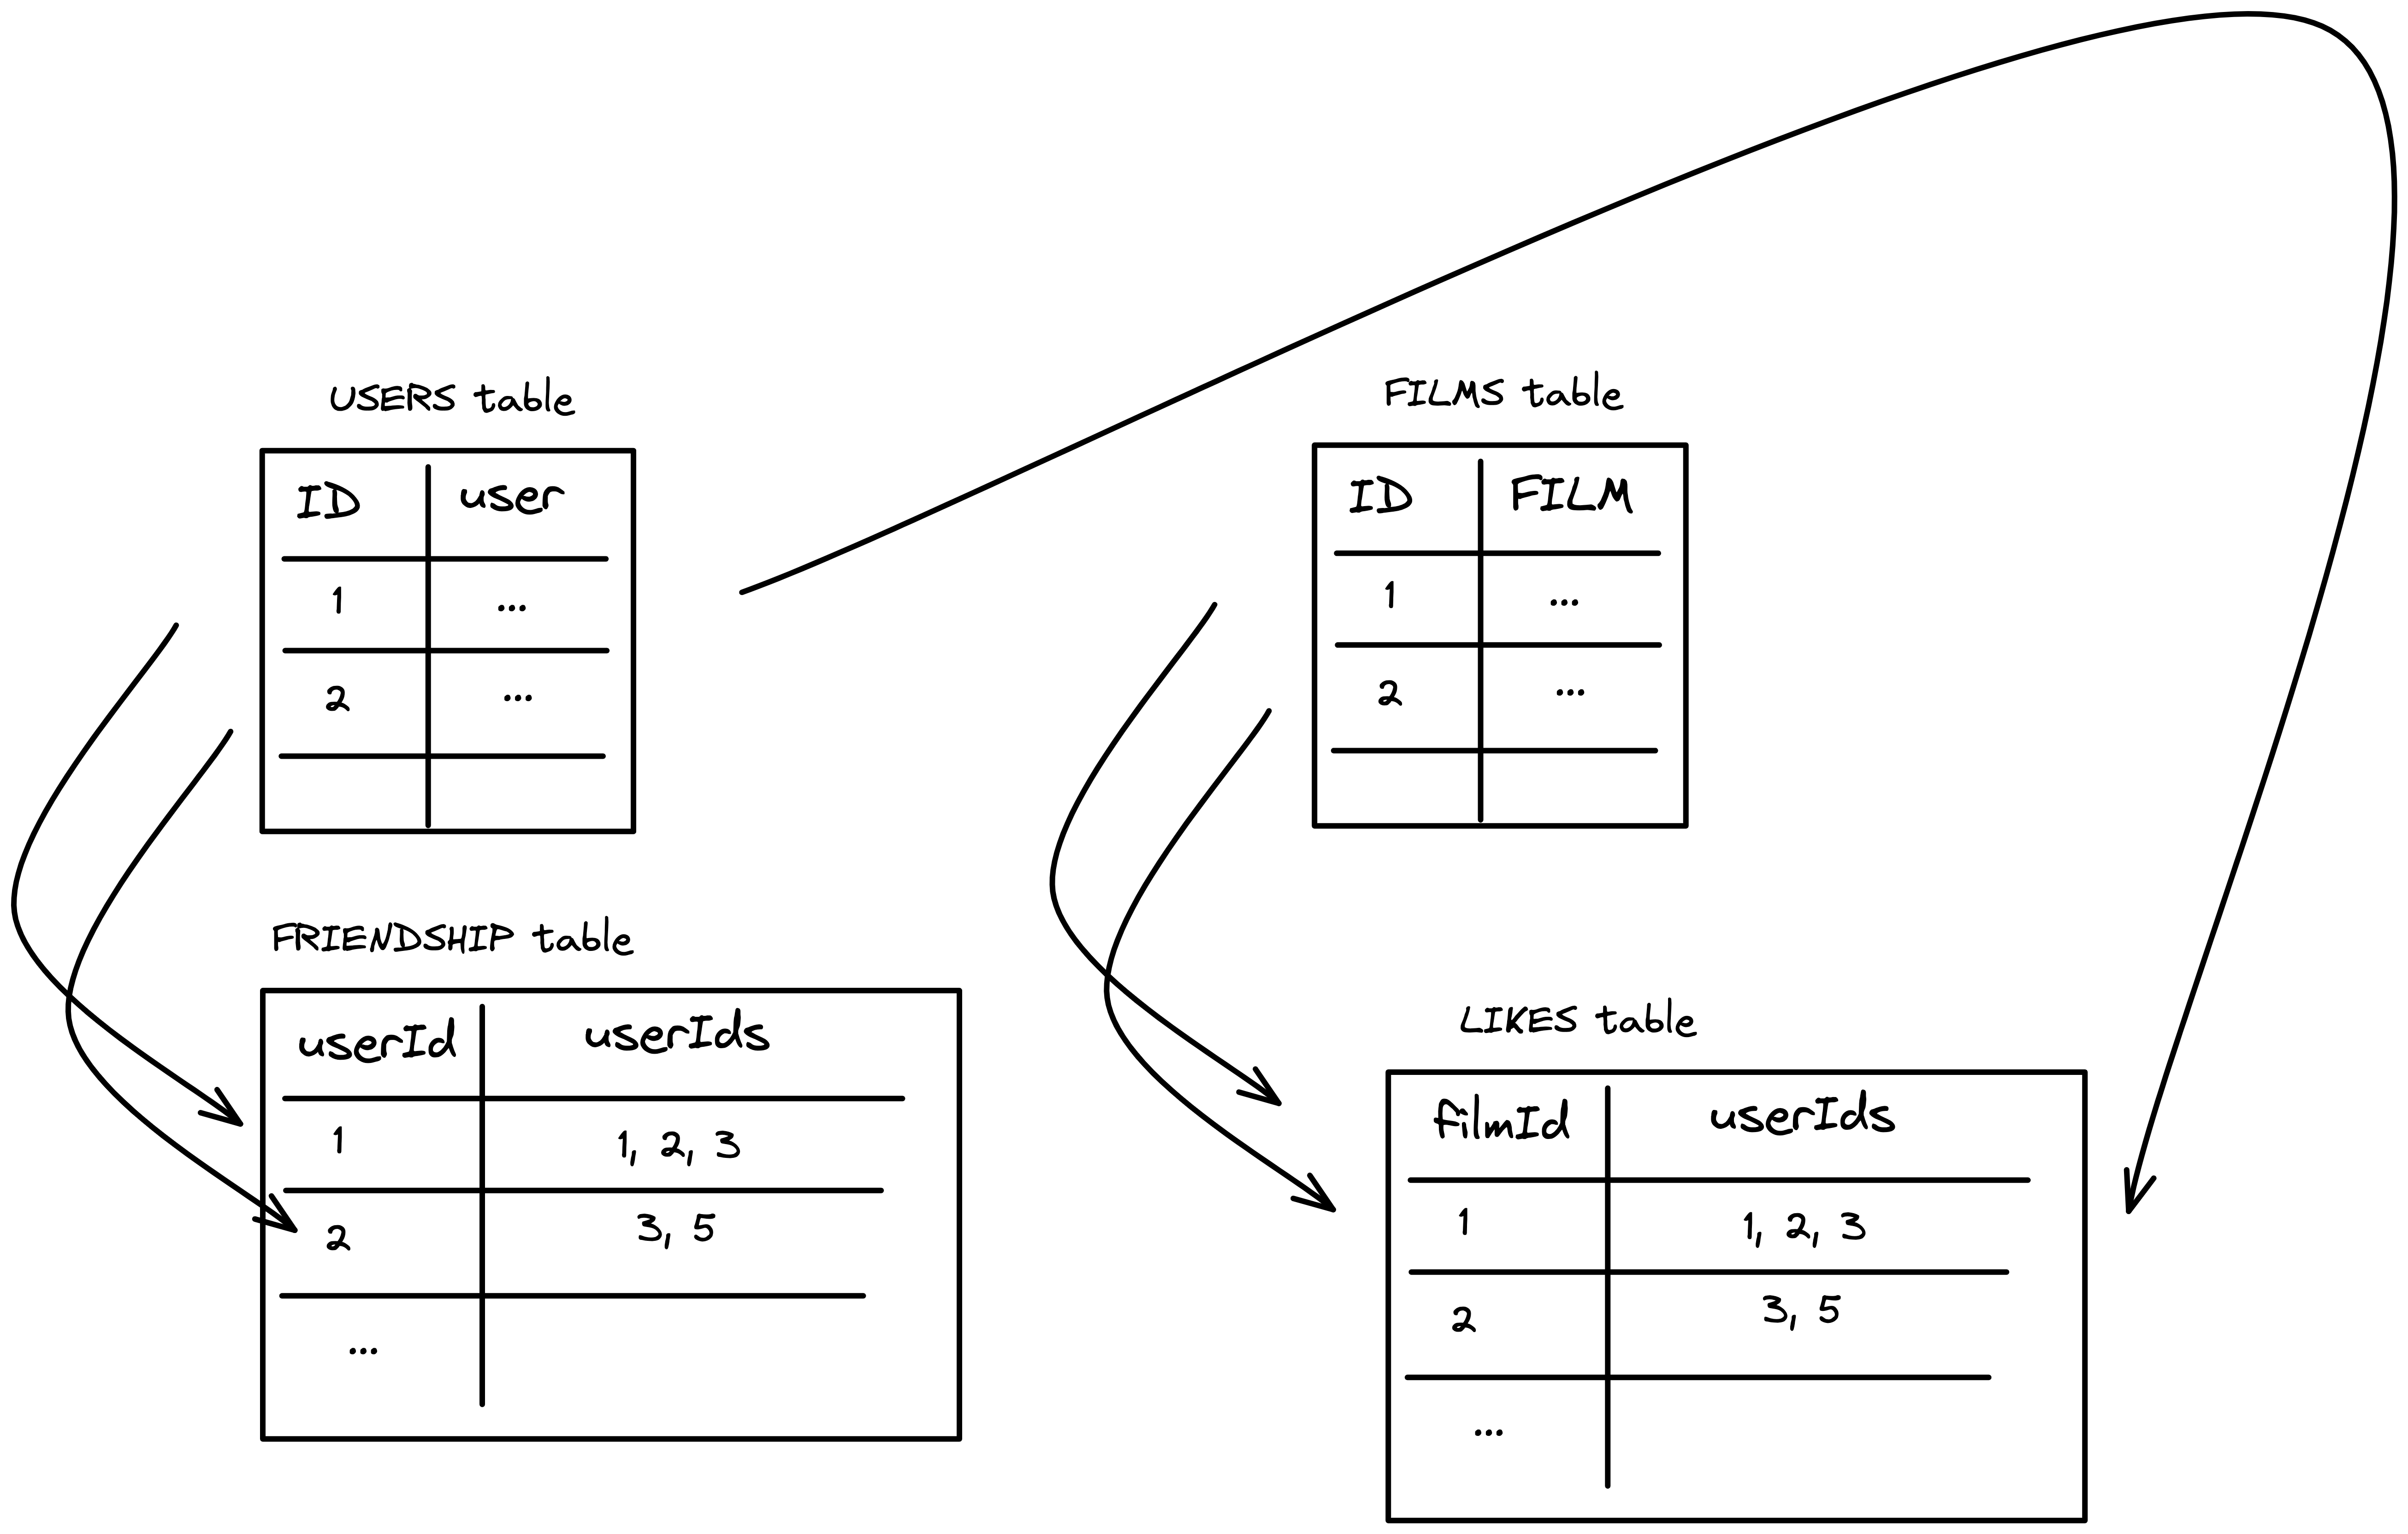 USERS table
ID user
1 ...
2 ...
FRIENDSHIP table
userId userIds
1 1, 2, 3
2 3, 5
...
FILMS table
ID FILM
1 ...
2 ...
LIKES table
filmId userIds
1 1, 2, 3
2 3, 5
...